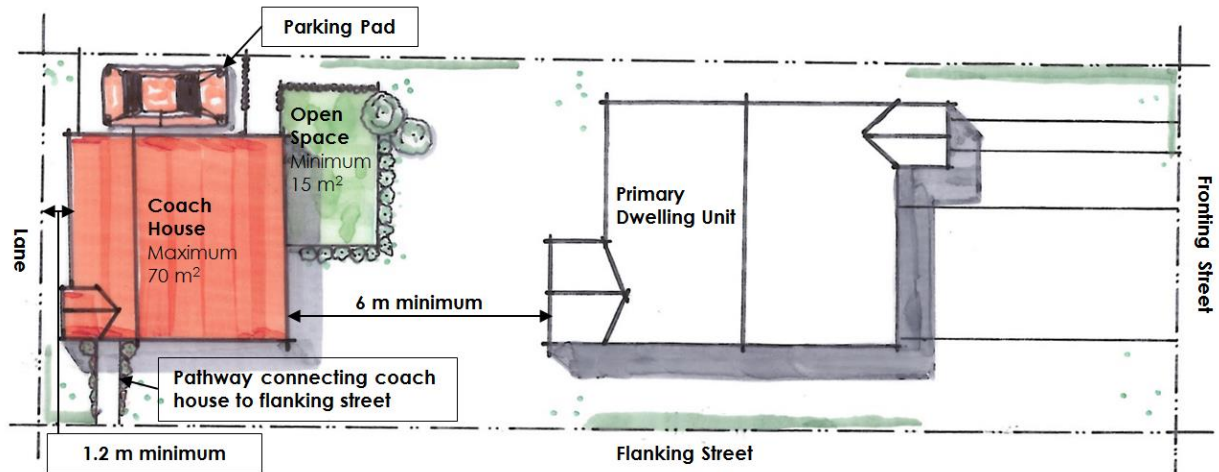 Parking Pad
Open
Space
Minimum
15 m²
Coach
House
Maximum
70 m²
Primary
Dwelling Unit
Lane
Fronting Street
6 m minimum
Pathway connecting coach
house to flanking street
1.2 m minimum
Flanking Street